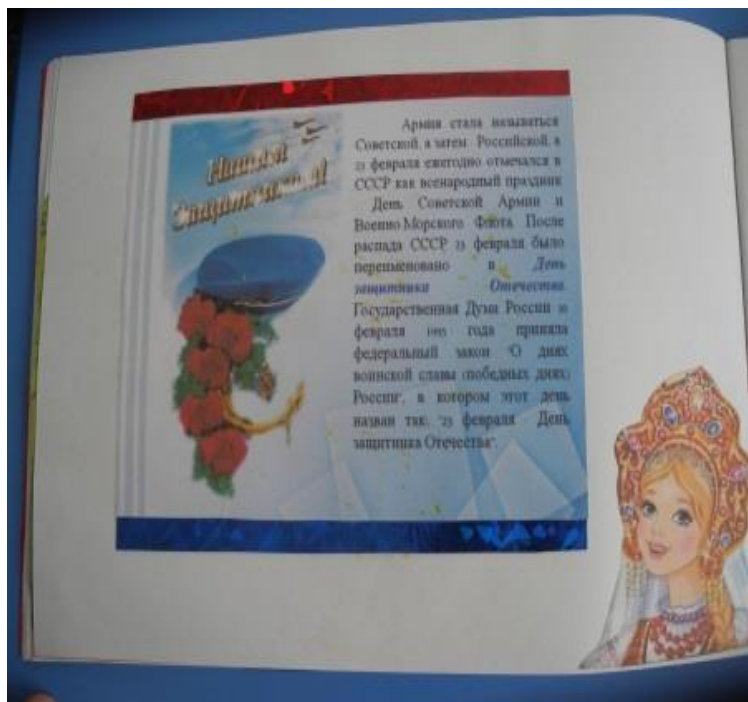 Нашим
Защитникам!
Армия стала называться
Советской, а затем Российской, а
23 февраля ежегодно отмечался в
СССР как всенародный праздник
День Советской Армии и
Военно Морского Флота. После
распада СССР 23 февраля было
переименовано в День
защитника Отечества.
Государственная Дума России 10
февраля 1995 года приняла
федеральный закон "О днях
воинской славы (победных днях)
России", в котором этот день
назван так: "23 февраля День
защитника Отечества".